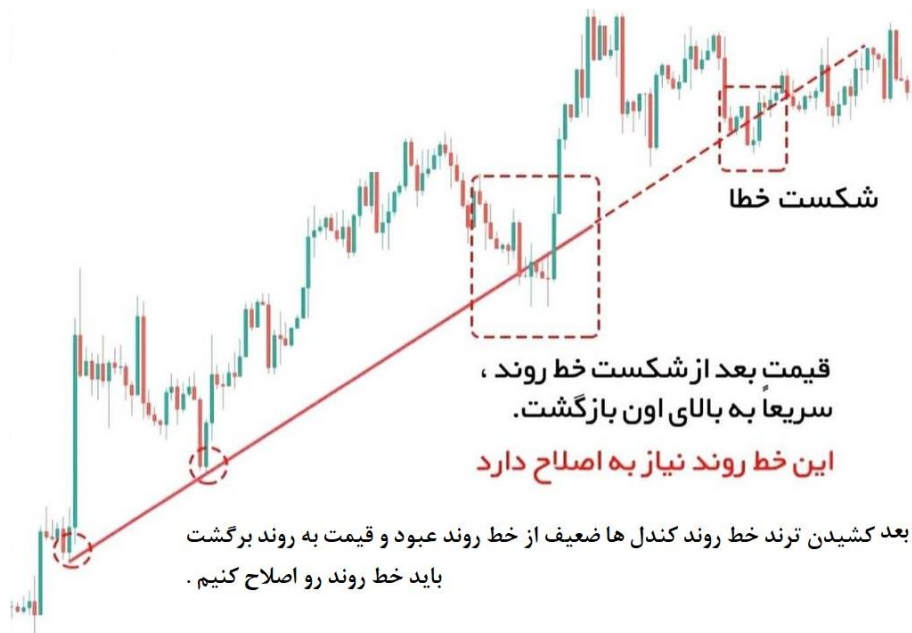 شکست خطا
قیمت بعد از شکست خط روند ،
سریعاً به بالای اون بازگشت.
این خط روند نیاز به اصلاح دارد
بعد کشیدن ترند خط روند کندل ها ضعیف از خط روند عبود و قیمت به روند برگشت
باید خط روند رو اصلاح کنیم .